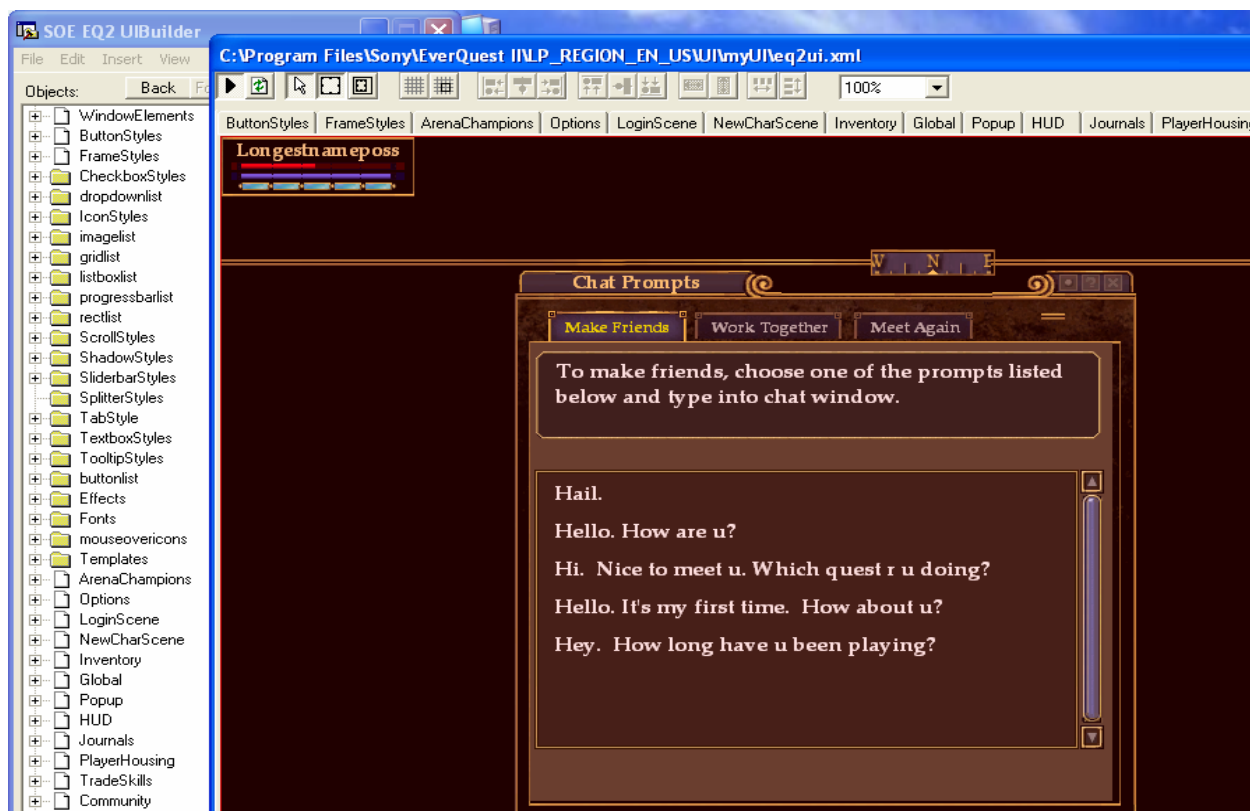 SOE EQ2 UIBuilder
File Edit Insert View
Objects:
Back
WindowElements
ButtonStyles
FrameStyles
CheckboxStyles
dropdownlist
IconStyles
imagelist
gridlist
listboxlist
progressbarlist
rectlist
ScrollStyles
ShadowStyles
SliderbarStyles
SplitterStyles
TabStyle
TextboxStyles
TooltipStyles
buttonlist
Effects
Fonts
mouseovericons
Templates
ArenaChampions
Options
LoginScene
NewCharScene
Inventory
Global
Popup
HUD
Journals
PlayerHousing
TradeSkills
Community
C:\Program Files\Sony\EverQuest II\LP_REGION_EN_US\UI\myUI\eq2ui.xml
100%
ButtonStyles FrameStyles ArenaChampions Options LoginScene NewCharScene Inventory Global Popup HUD Journals PlayerHousing
Longestnameposs
W N E
Chat Prompts
Make Friends Work Together Meet Again
To make friends, choose one of the prompts listed
below and type into chat window.
Hail.
Hello. How are u?
Hi. Nice to meet u. Which quest r u doing?
Hello. It's my first time. How about u?
Hey. How long have u been playing?